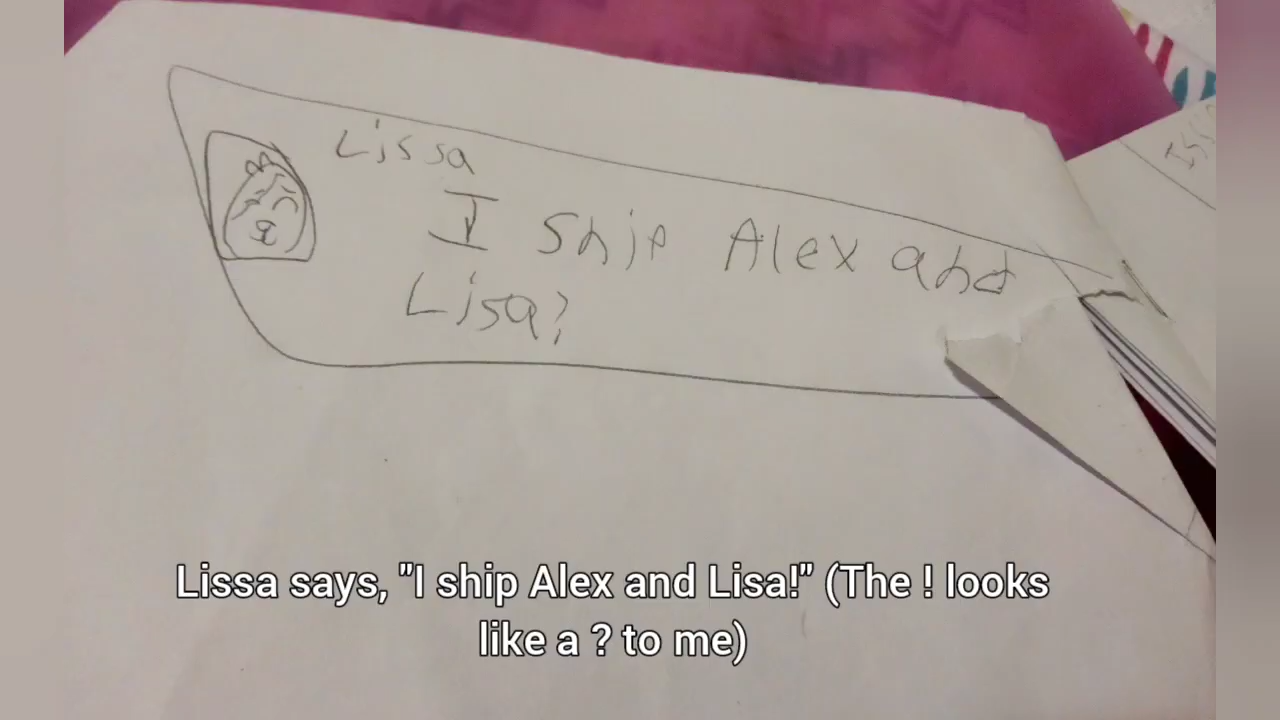 Lissa
I ship Alex and
Lisa?
Lissa says, "I ship Alex and Lisa!" (The ! looks
like a ? to me)